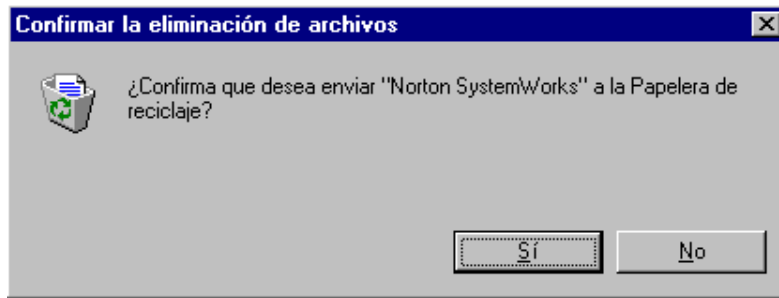 Confirmar la eliminación de archivos
¿Confirma que desea enviar "Norton SystemWorks" a la Papelera de
reciclaje?
Sí No